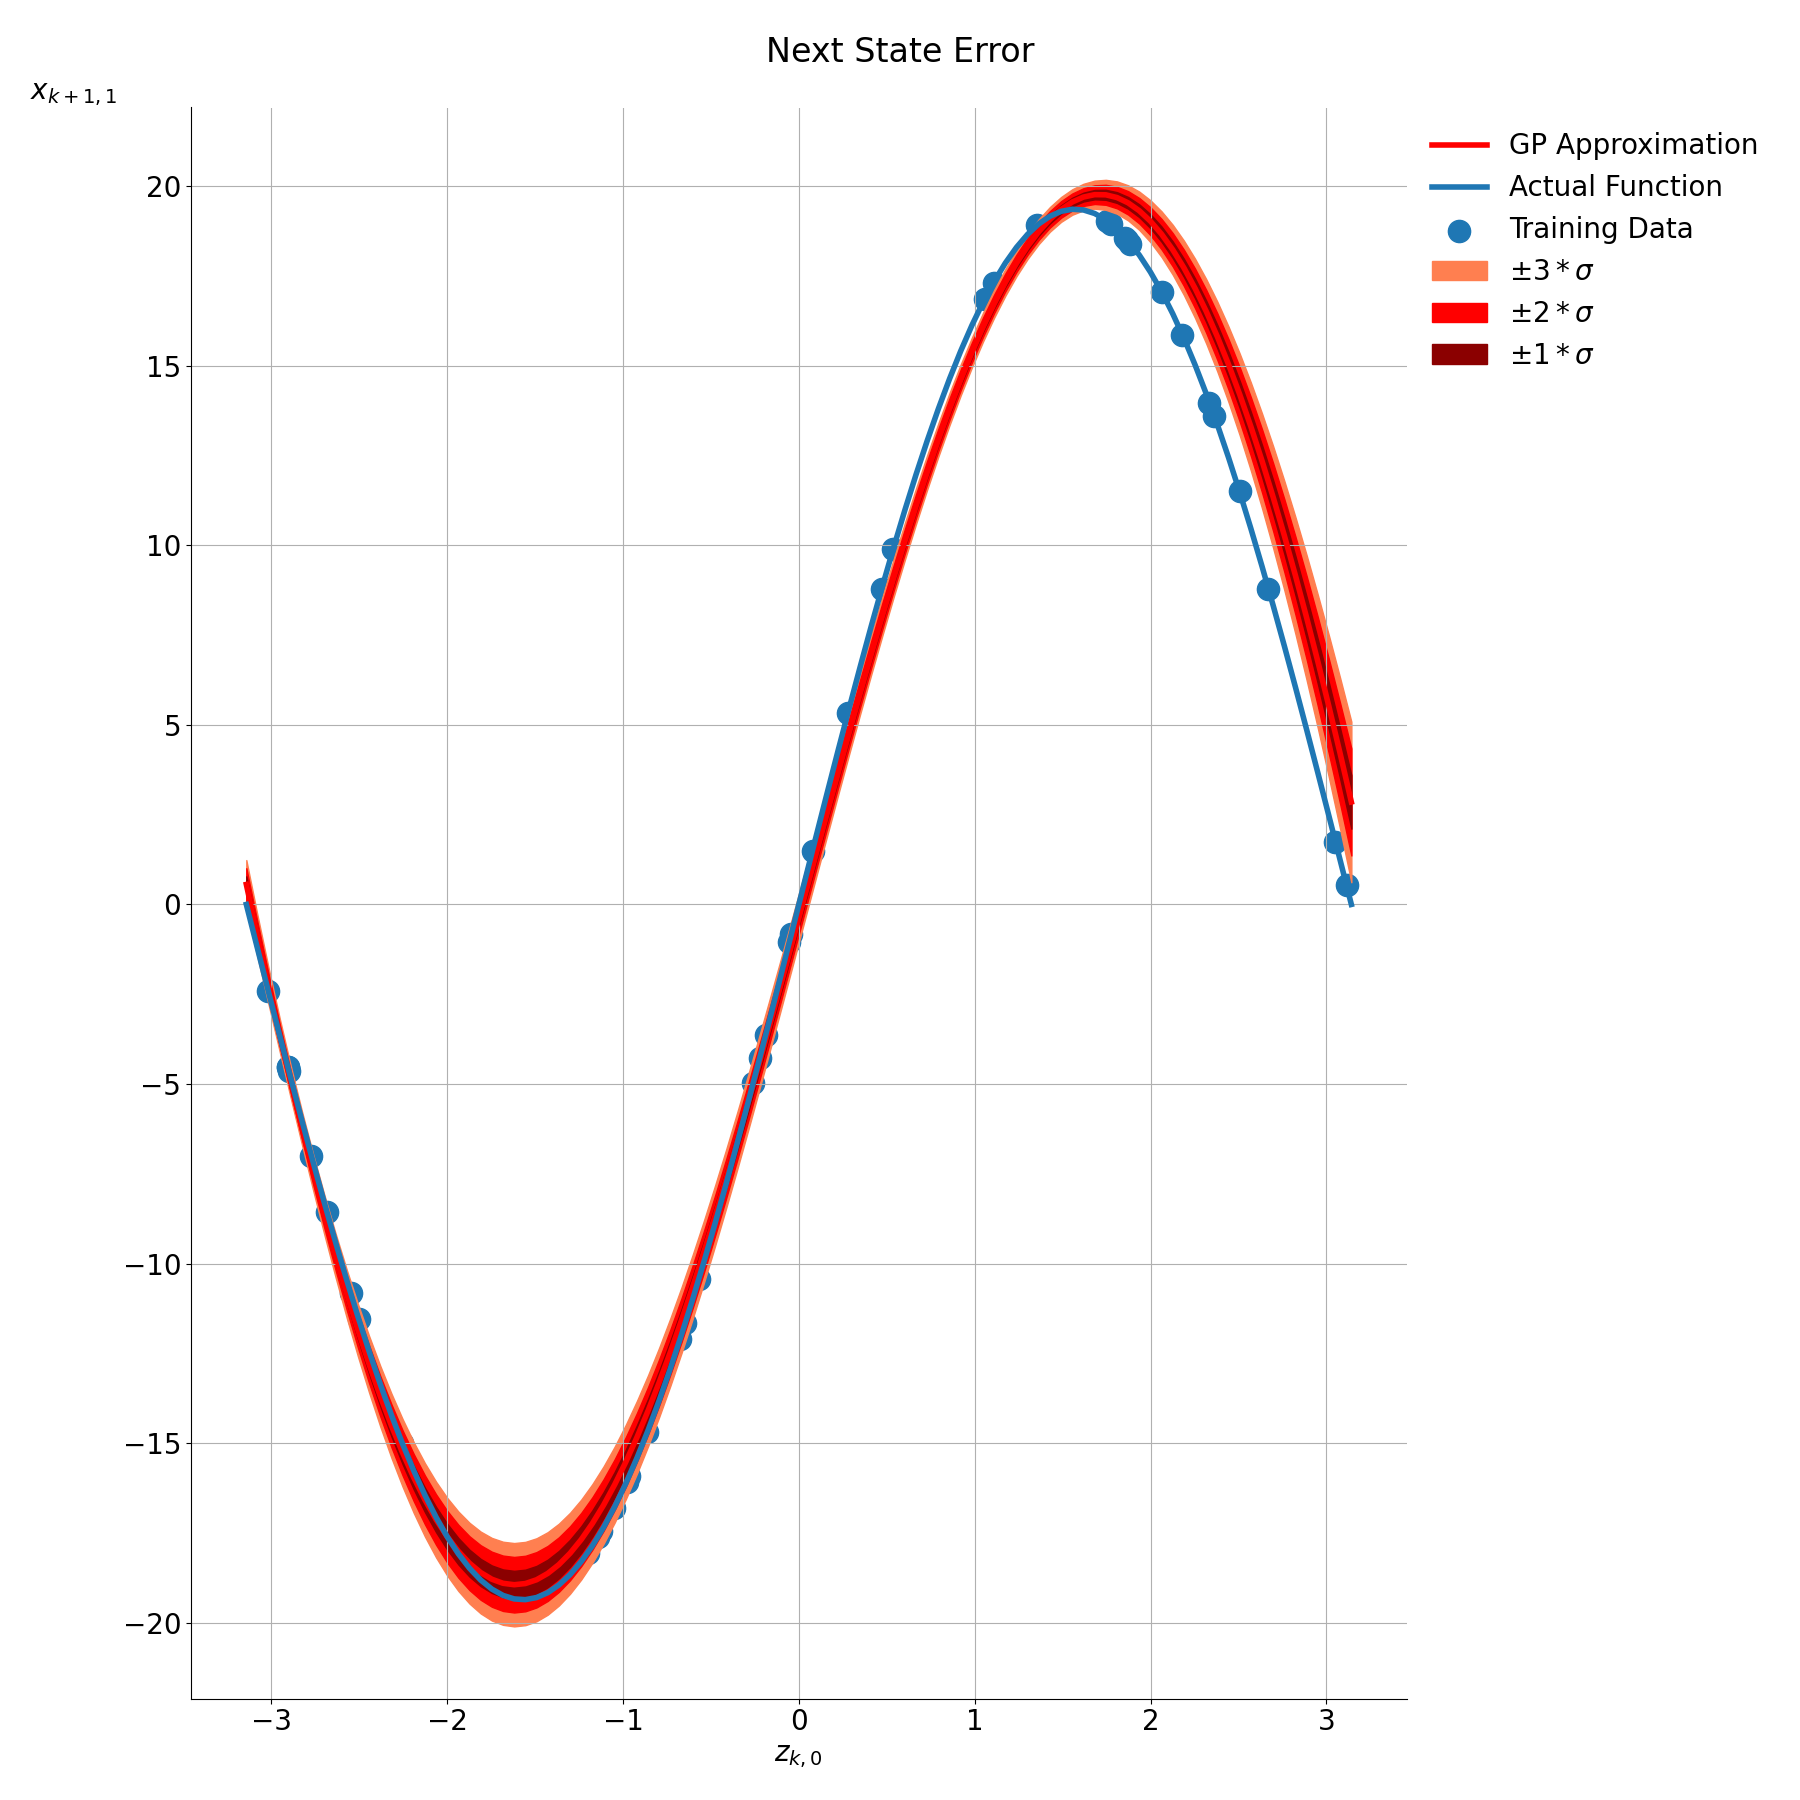 Next State Error
x_{k+1,1}
GP Approximation
Actual Function
Training Data
±3 * σ
±2 * σ
±1 * σ
20
15
10
5
0
−5
−10
−15
−20
−3 −2 −1 0 1 2 3
z_{k,0}